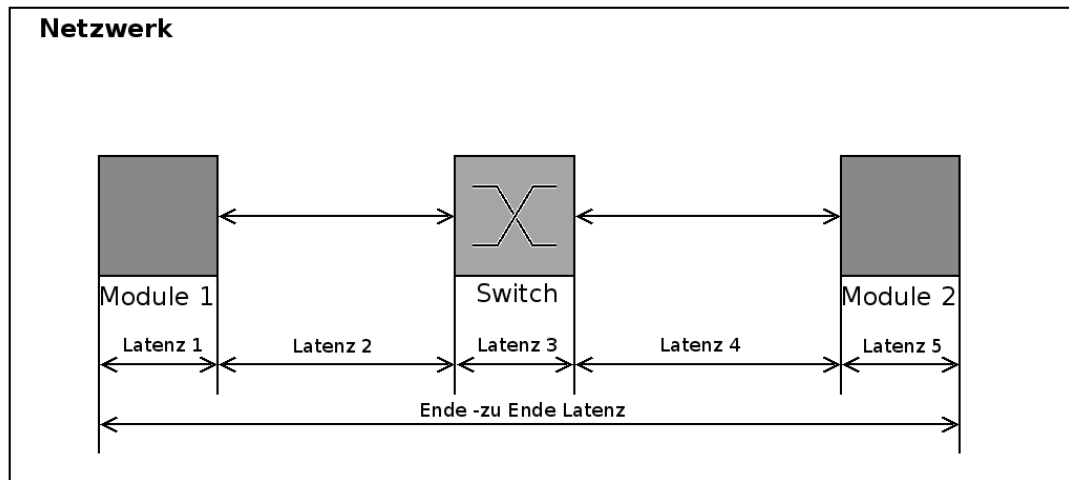 Netzwerk
Module 1
Switch
Module 2
Latenz 1
Latenz 2
Latenz 3
Latenz 4
Latenz 5
Ende -zu Ende Latenz